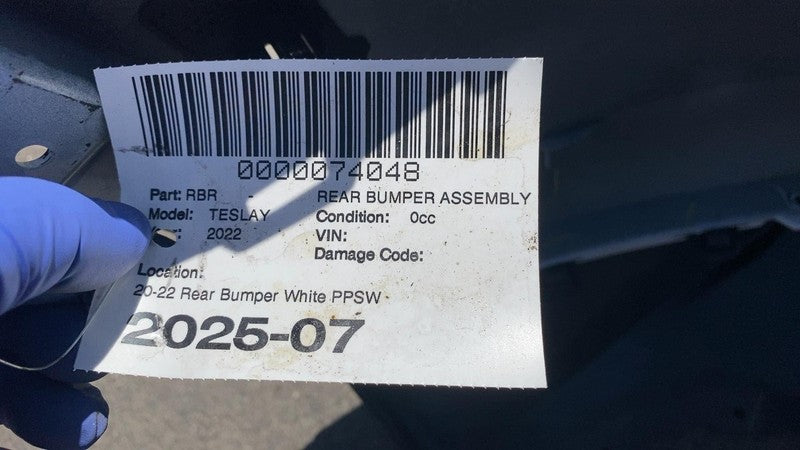 0000074048
Part: RBR - REAR BUMPER ASSEMBLY
Model: TESLAY Condition: 0cc
2022 VIN:
Damage Code:
Location:
20-22 Rear Bumper White PPSW
2025-07